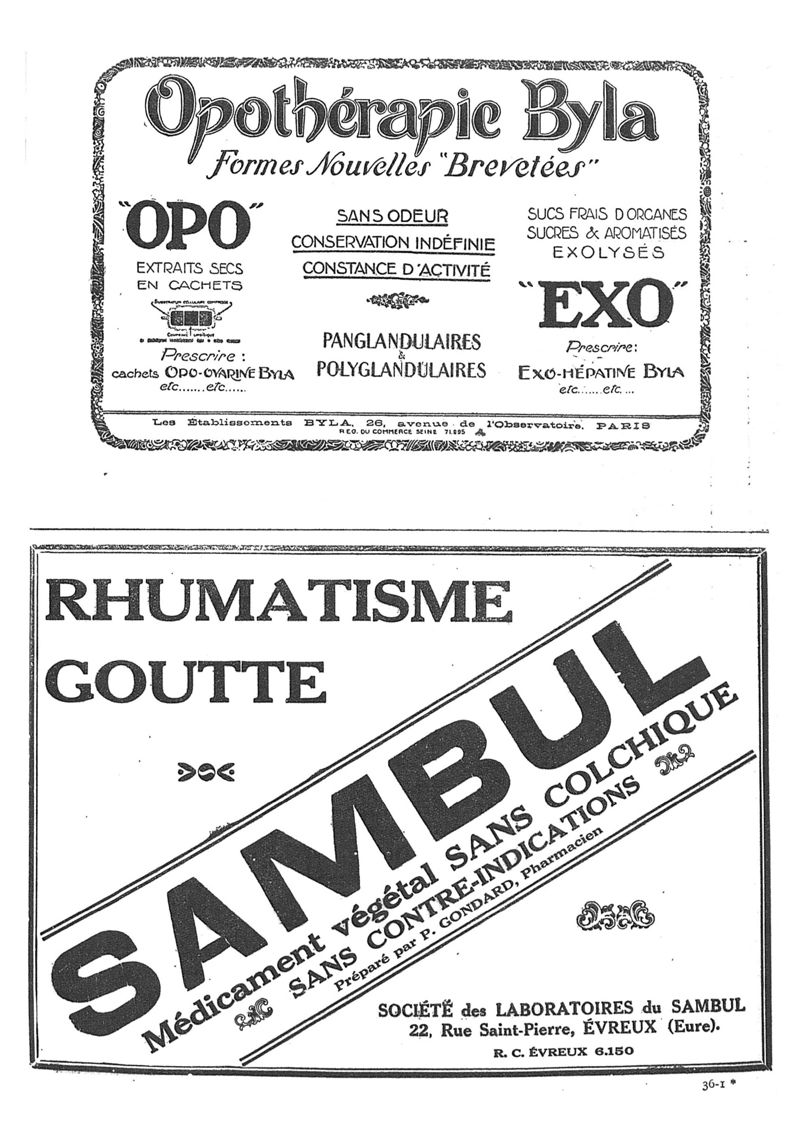 Opothérapie Byla
Formes Nouvelles "Brevetées"
"OPO"
EXTRAITS SECS
EN CACHETS
Prescrire :
cachets OPO-OVARINE BYLA
etc.......etc.....
SANS ODEUR
CONSERVATION INDÉFINIE
CONSTANCE D'ACTIVITÉ
PANGLANDULAIRES
&
POLYGLANDULAIRES
SUCS FRAIS D'ORGANES
SUCRES & AROMATISÉS
EXOLYSÉS
"EXO"
Prescrire:
EXO-HÉPATINE BYLA
etc......etc. ...
Les Établissements BYLA, 26, avenue de l'Observatoire, PARIS
REG. DU COMMERCE SEINE 71.895
RHUMATISME
GOUTTE
SAMBUL
Médicament végétal SANS COLCHIQUE
SANS CONTRE-INDICATIONS
Préparé par P. GONDARD, Pharmacien
SOCIÉTÉ des LABORATOIRES du SAMBUL
22, Rue Saint-Pierre, ÉVREUX (Eure).
R. C. ÉVREUX 6.150
36-1 *